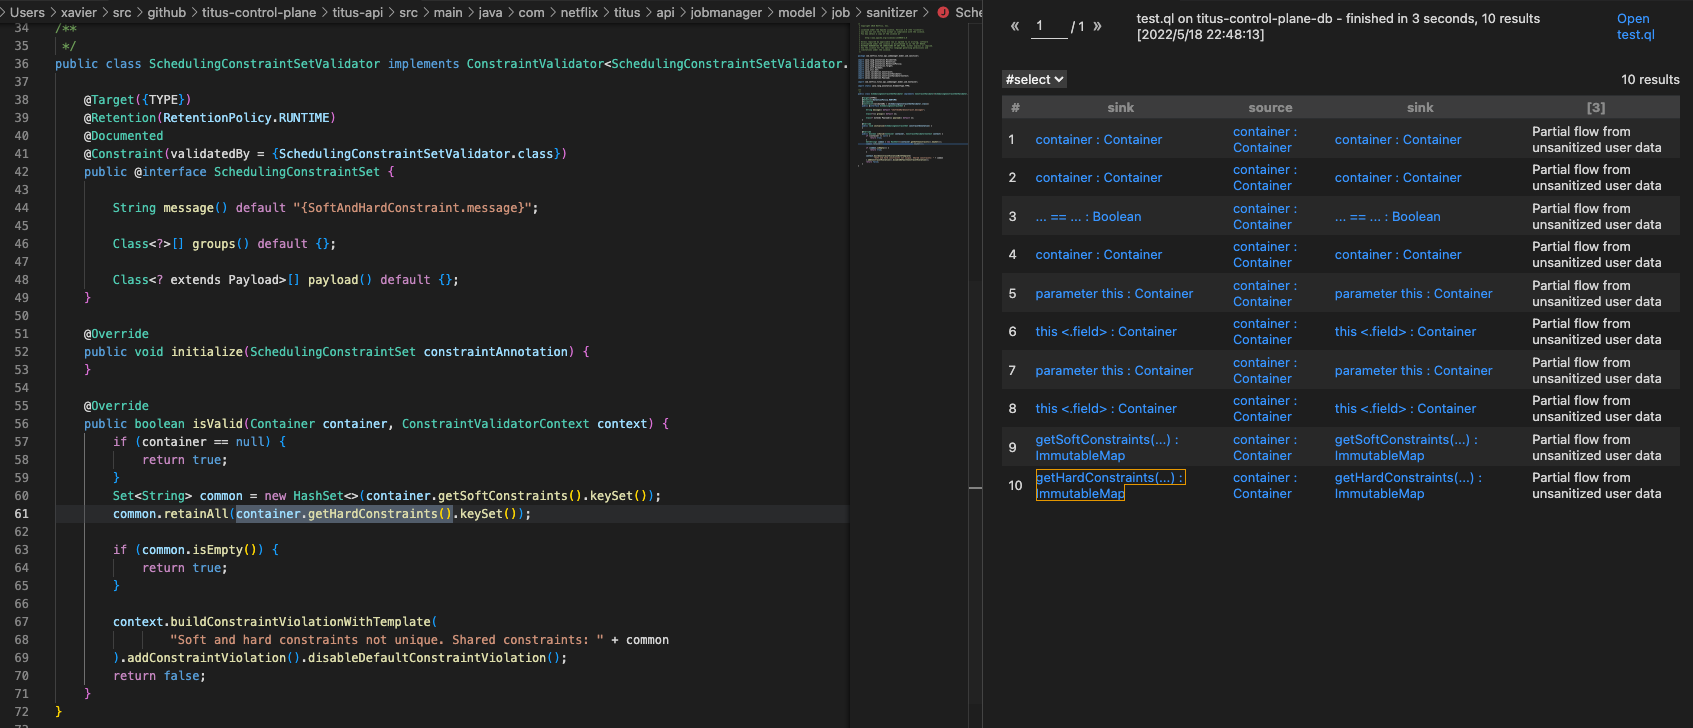 Users > xavier > src > github > titus-control-plane > titus-api > src > main > java > com > netflix > titus > api > jobmanager > model > job > sanitizer >
34 /**
35 */
36 public class SchedulingConstraintSetValidator implements ConstraintValidator<SchedulingConstraintSetValidator.
37
38 @Target({TYPE})
39 @Retention(RetentionPolicy.RUNTIME)
40 @Documented
41 @Constraint(validatedBy = {SchedulingConstraintSetValidator.class})
42 public @interface SchedulingConstraintSet {
43
44 String message() default "{SoftAndHardConstraint.message}";
45
46 Class<?>[] groups() default {};
47
48 Class<? extends Payload>[] payload() default {};
49 }
50
51 @Override
52 public void initialize(SchedulingConstraintSet constraintAnnotation) {
53 }
54
55 @Override
56 public boolean isValid(Container container, ConstraintValidatorContext context) {
57 if (container == null) {
58 return true;
59 }
60 Set<String> common = new HashSet<>(container.getSoftConstraints().keySet());
61 common.retainAll(container.getHardConstraints().keySet());
62
63 if (common.isEmpty()) {
64 return true;
65 }
66
67 context.buildConstraintViolationWithTemplate(
68 "Soft and hard constraints not unique. Shared constraints: " + common
69 ).addConstraintViolation().disableDefaultConstraintViolation();
70 return false;
71 }
72 }
« 1 / 1 »
test.ql on titus-control-plane-db - finished in 3 seconds, 10 results
[2022/5/18 22:48:13]
Open
test.ql
#select
10 results
# sink source sink [3]
1 container : Container container : Container container : Container Partial flow from unsanitized user data
2 container : Container container : Container container : Container Partial flow from unsanitized user data
3 ... == ... : Boolean container : Container ... == ... : Boolean Partial flow from unsanitized user data
4 container : Container container : Container container : Container Partial flow from unsanitized user data
5 parameter this : Container container : Container parameter this : Container Partial flow from unsanitized user data
6 this <.field> : Container container : Container this <.field> : Container Partial flow from unsanitized user data
7 parameter this : Container container : Container parameter this : Container Partial flow from unsanitized user data
8 this <.field> : Container container : Container this <.field> : Container Partial flow from unsanitized user data
9 getSoftConstraints(...) : ImmutableMap container : Container getSoftConstraints(...) : ImmutableMap Partial flow from unsanitized user data
10 getHardConstraints(...) : ImmutableMap container : Container getHardConstraints(...) : ImmutableMap Partial flow from unsanitized user data